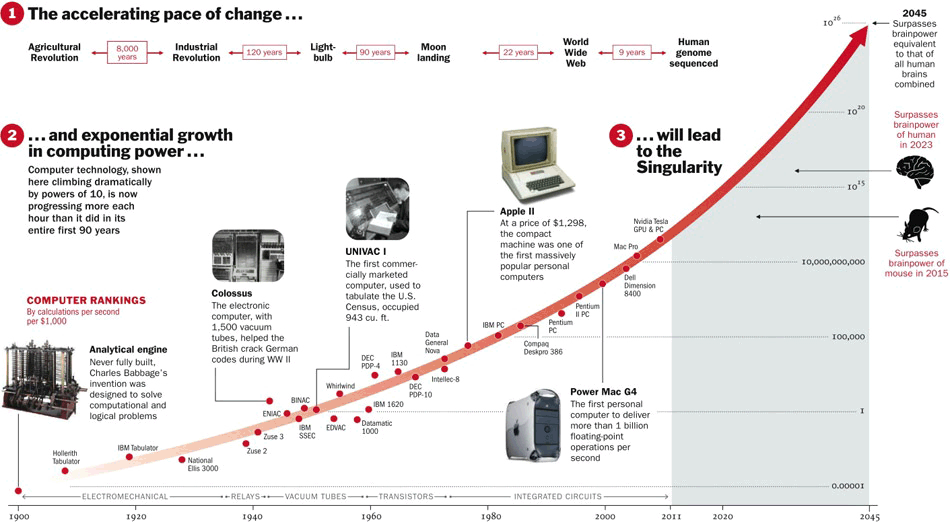 1 The accelerating pace of change ...
Agricultural
Revolution
8,000
years
Industrial
Revolution
120 years
Light-
bulb
90 years
Moon
landing
22 years
World
Wide
Web
9 years
Human
genome
sequenced
2 ... and exponential growth
in computing power ...
Computer technology, shown
here climbing dramatically
by powers of 10, is now
progressing more each
hour than it did in its
entire first 90 years
COMPUTER RANKINGS
By calculations per second
per $1,000
Analytical engine
Never fully built,
Charles Babbage's
invention was
designed to solve
computational and
logical problems
Colossus
The electronic
computer, with
1,500 vacuum
tubes, helped the
British crack German
codes during WW II
UNIVAC I
The first commer-
cially marketed
computer, used to
tabulate the U.S.
Census, occupied
943 cu. ft.
Apple II
At a price of $1,298,
the compact
machine was one of
the first massively
popular personal
computers
Power Mac G4
The first personal
computer to deliver
more than 1 billion
floating-point
operations per
second
3 ... will lead
to the
Singularity
2045
Surpasses
brainpower
equivalent
to that of
all human
brains
combined
Surpasses
brainpower
of human
in 2023
Surpasses
brainpower of
mouse in 2015
10^26
10^20
10^15
10,000,000,000
100,000
1
0.00001
Hollerith
Tabulator
IBM Tabulator
National
Ellis 3000
Zuse 2
Zuse 3
ENIAC
BINAC
IBM
SSEC
Whirlwind
EDVAC
DEC
PDP-4
IBM
1130
IBM 1620
Datamatic
1000
DEC
PDP-10
Data
General
Nova
Intellec-8
IBM PC
Compaq
Deskpro 386
Pentium
PC
Pentium
II PC
Dell
Dimension
8400
Mac Pro
Nvidia Tesla
GPU & PC
ELECTROMECHANICAL
RELAYS
VACUUM TUBES
TRANSISTORS
INTEGRATED CIRCUITS
1900
1920
1940
1960
1980
2000
2011
2020
2045